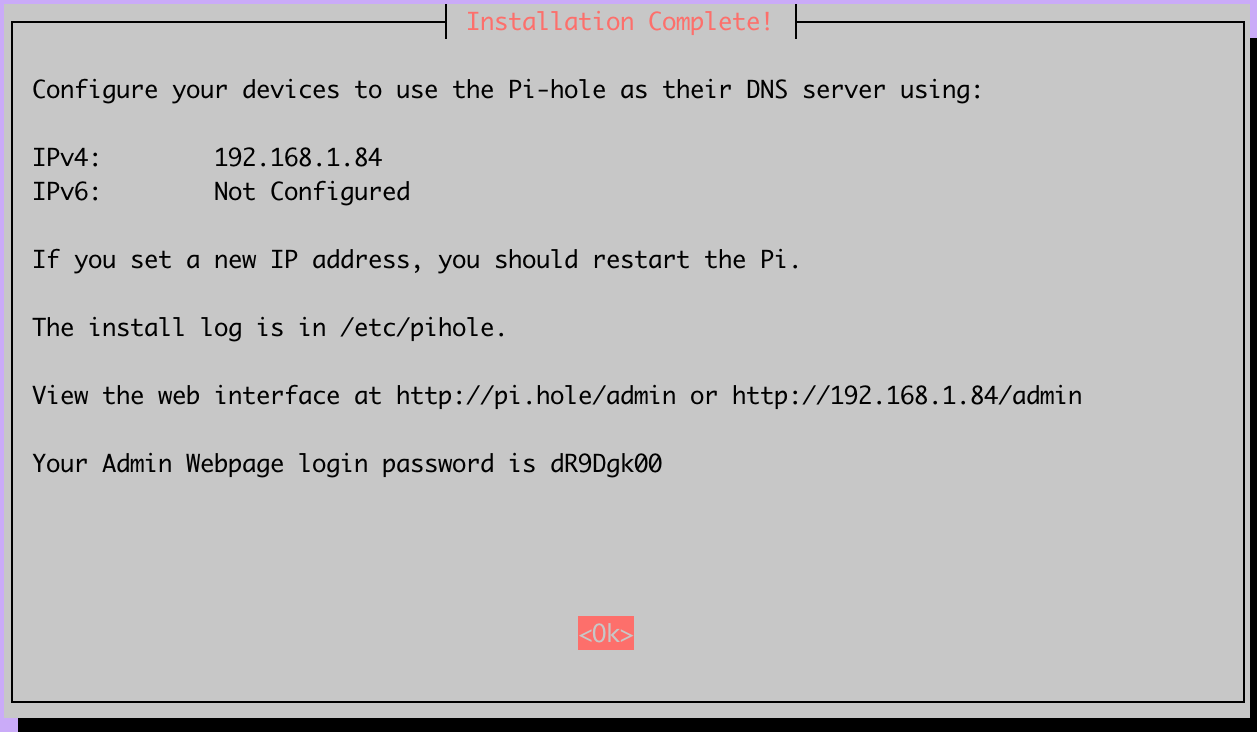 Installation Complete!
Configure your devices to use the Pi-hole as their DNS server using:
IPv4: 192.168.1.84
IPv6: Not Configured
If you set a new IP address, you should restart the Pi.
The install log is in /etc/pihole.
View the web interface at http://pi.hole/admin or http://192.168.1.84/admin
Your Admin Webpage login password is dR9Dgk00
<Ok>